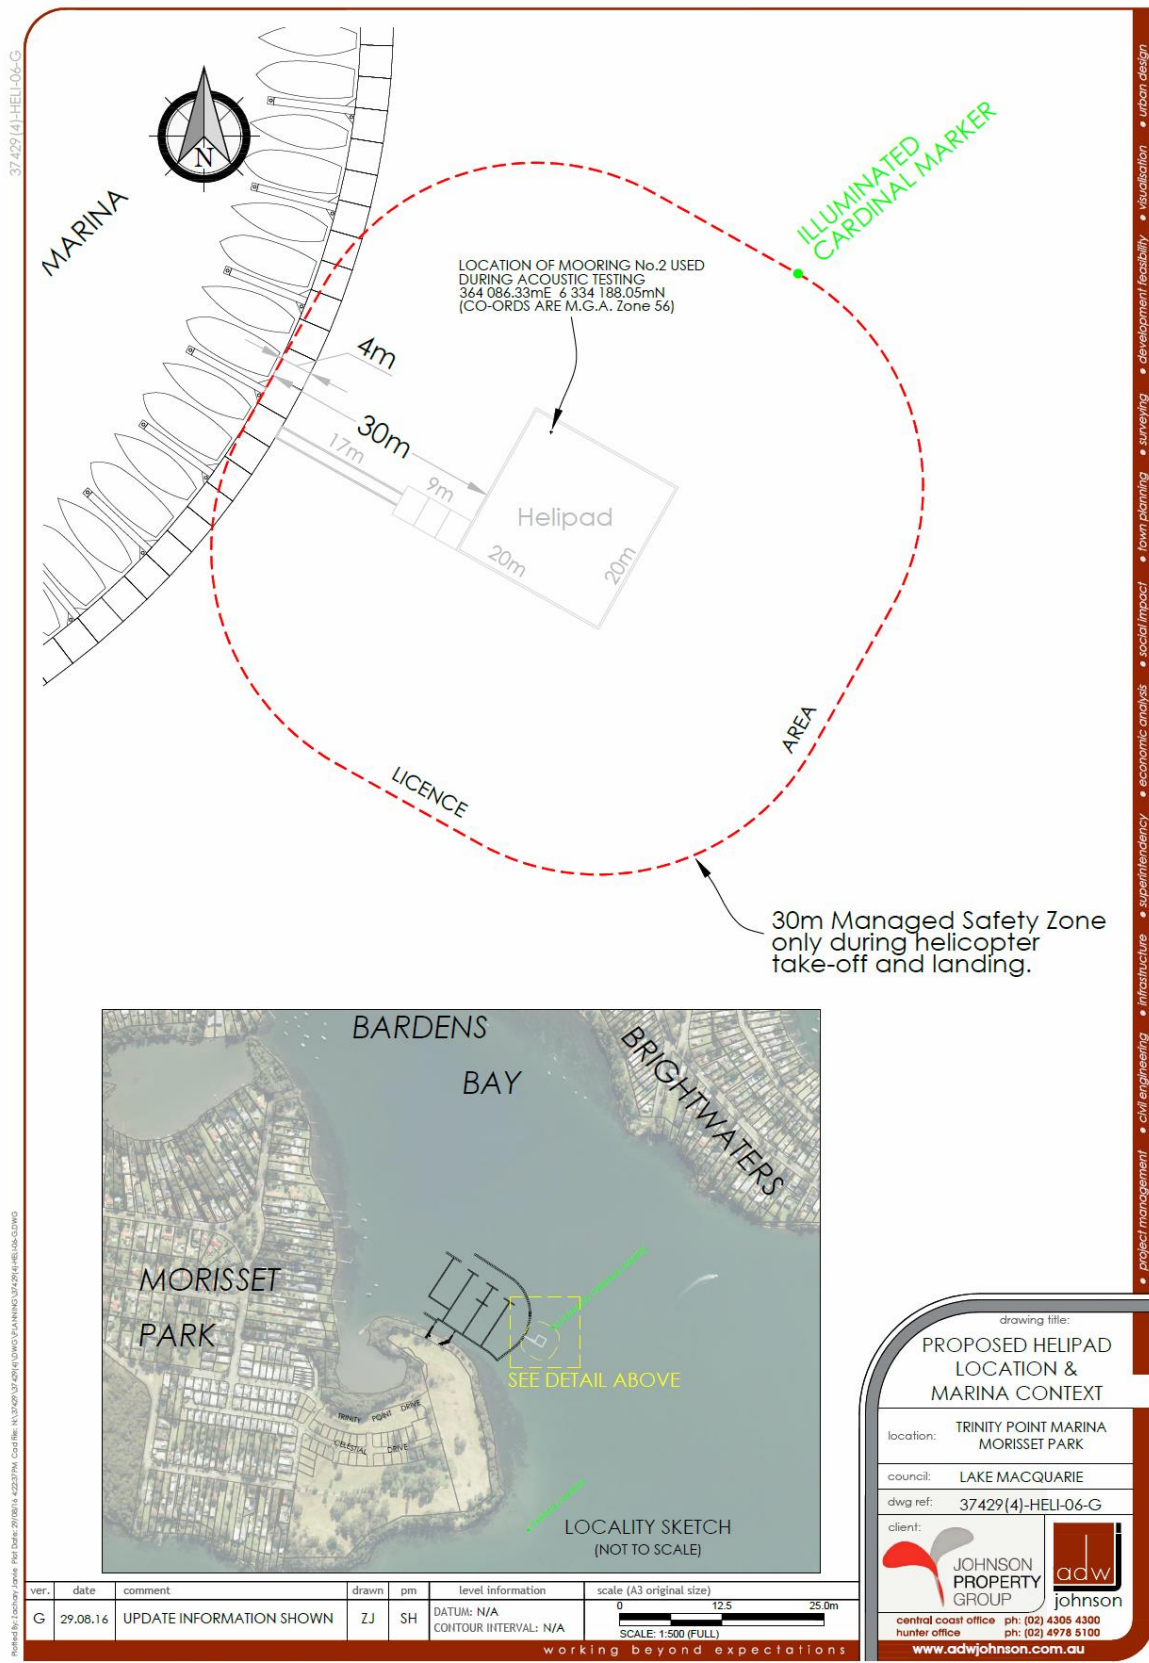 37429(4)-HELI-06-G
N
MARINA
ILLUMINATED
CARDINAL MARKER
LOCATION OF MOORING No.2 USED
DURING ACOUSTIC TESTING
364 086.33mE  6 334 188.05mN
(CO-ORDS ARE M.G.A. Zone 56)
4m
30m
17m
9m
Helipad
20m
20m
LICENCE
AREA
30m Managed Safety Zone
only during helicopter
take-off and landing.
BARDENS
BAY
BRIGHTWATERS
MORISSET
PARK
SEE DETAIL ABOVE
TRINITY POINT DRIVE
CELESTIAL DRIVE
LOCALITY SKETCH
(NOT TO SCALE)
• project management • civil engineering • infrastructure • superintendency • economic analysis • social impact • town planning • surveying • development feasibility • visualisation • urban design
drawing title:
PROPOSED HELIPAD
LOCATION &
MARINA CONTEXT
location: TRINITY POINT MARINA
MORISSET PARK
council: LAKE MACQUARIE
dwg ref: 37429(4)-HELI-06-G
client:
JOHNSON
PROPERTY
GROUP
adw
johnson
central coast office ph: (02) 4305 4300
hunter office ph: (02) 4978 5100
www.adwjohnson.com.au
ver. date comment drawn pm level information scale (A3 original size)
G 29.08.16 UPDATE INFORMATION SHOWN ZJ SH
DATUM: N/A
CONTOUR INTERVAL: N/A
0 12.5 25.0m
SCALE: 1:500 (FULL)
working beyond expectations